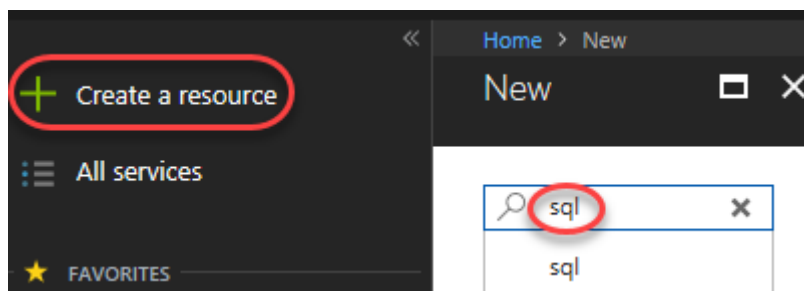 Home > New
Create a resource
New
All services
sql
sql
FAVORITES